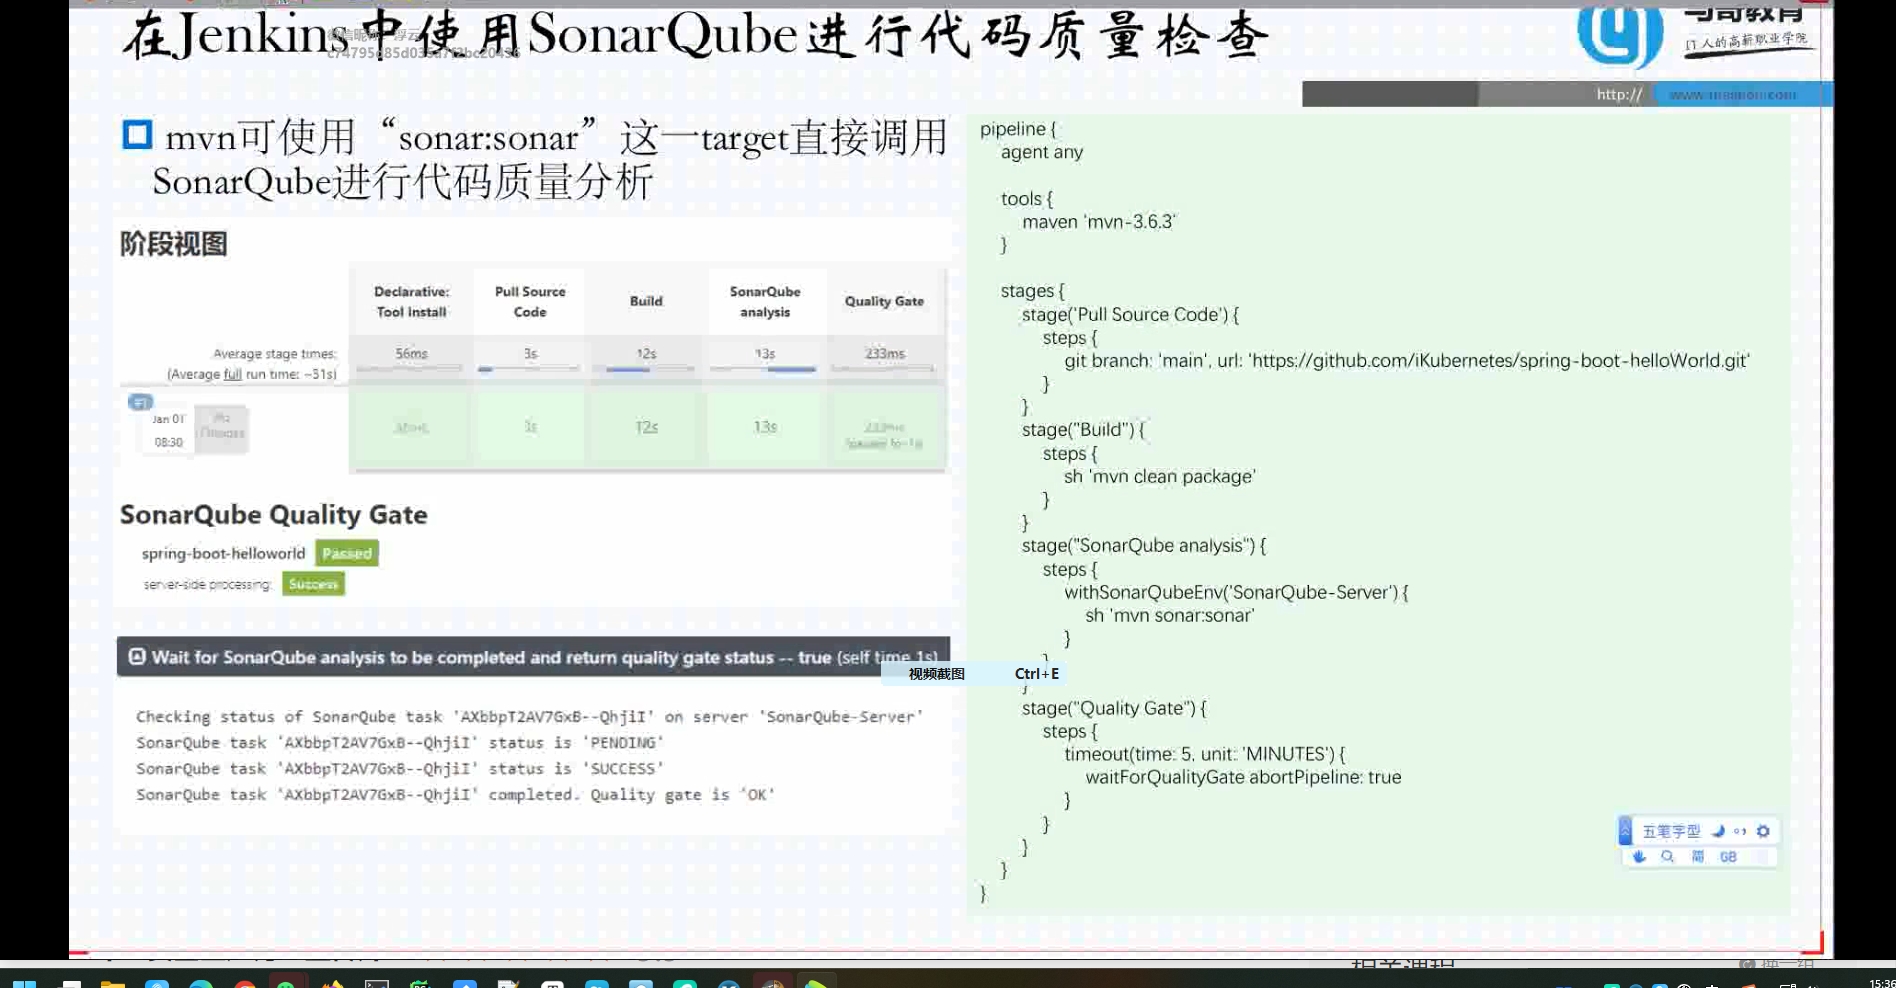 在Jenkins中使用SonarQube进行代码质量检查
马哥教育
IT人的高薪职业学院
http://
mvn可使用“sonar:sonar”这一target直接调用
SonarQube进行代码质量分析
阶段视图
Declarative: Tool Install
Pull Source Code
Build
SonarQube analysis
Quality Gate
Average stage times:
56ms 3s 12s 13s 233ms
(Average full run time: ~51s)
#1
Jan 01
08:30
No Changes
3s 12s 13s
SonarQube Quality Gate
spring-boot-helloworld Passed
server-side processing: Success
Wait for SonarQube analysis to be completed and return quality gate status -- true (self time 1s)
Checking status of SonarQube task 'AXbbpT2AV7GxB--QhjiI' on server 'SonarQube-Server'
SonarQube task 'AXbbpT2AV7GxB--QhjiI' status is 'PENDING'
SonarQube task 'AXbbpT2AV7GxB--QhjiI' status is 'SUCCESS'
SonarQube task 'AXbbpT2AV7GxB--QhjiI' completed. Quality gate is 'OK'
pipeline {
agent any
tools {
maven 'mvn-3.6.3'
}
stages {
stage('Pull Source Code') {
steps {
git branch: 'main', url: 'https://github.com/iKubernetes/spring-boot-helloWorld.git'
}
}
stage("Build") {
steps {
sh 'mvn clean package'
}
}
stage("SonarQube analysis") {
steps {
withSonarQubeEnv('SonarQube-Server') {
sh 'mvn sonar:sonar'
}
}
}
stage("Quality Gate") {
steps {
timeout(time: 5, unit: 'MINUTES') {
waitForQualityGate abortPipeline: true
}
}
}
}
}
视频截图 Ctrl+E
五笔字型
简 GB
15:36